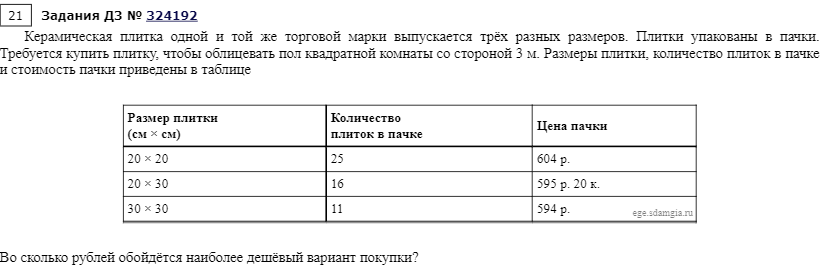 21 Задания ДЗ № 324192
Керамическая плитка одной и той же торговой марки выпускается трёх разных размеров. Плитки упакованы в пачки.
Требуется купить плитку, чтобы облицевать пол квадратной комнаты со стороной 3 м. Размеры плитки, количество плиток в пачке
и стоимость пачки приведены в таблице
Размер плитки
(см × см)
Количество
плиток в пачке
Цена пачки
20 × 20
25
604 р.
20 × 30
16
595 р. 20 к.
30 × 30
11
594 р.
ege.sdamgia.ru
Во сколько рублей обойдётся наиболее дешёвый вариант покупки?